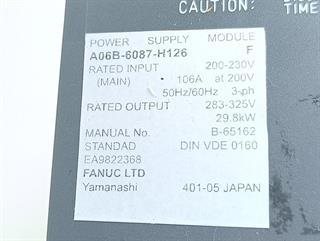 CAUTION: TIME
POWER SUPPLY MODULE
A06B-6087-H126 F
RATED INPUT 200-230V
(MAIN) 106A at 200V
50Hz/60Hz 3-ph
RATED OUTPUT 283-325V
29.8kW
MANUAL No. B-65162
STANDAD DIN VDE 0160
EA9822368
FANUC LTD
Yamanashi 401-05 JAPAN